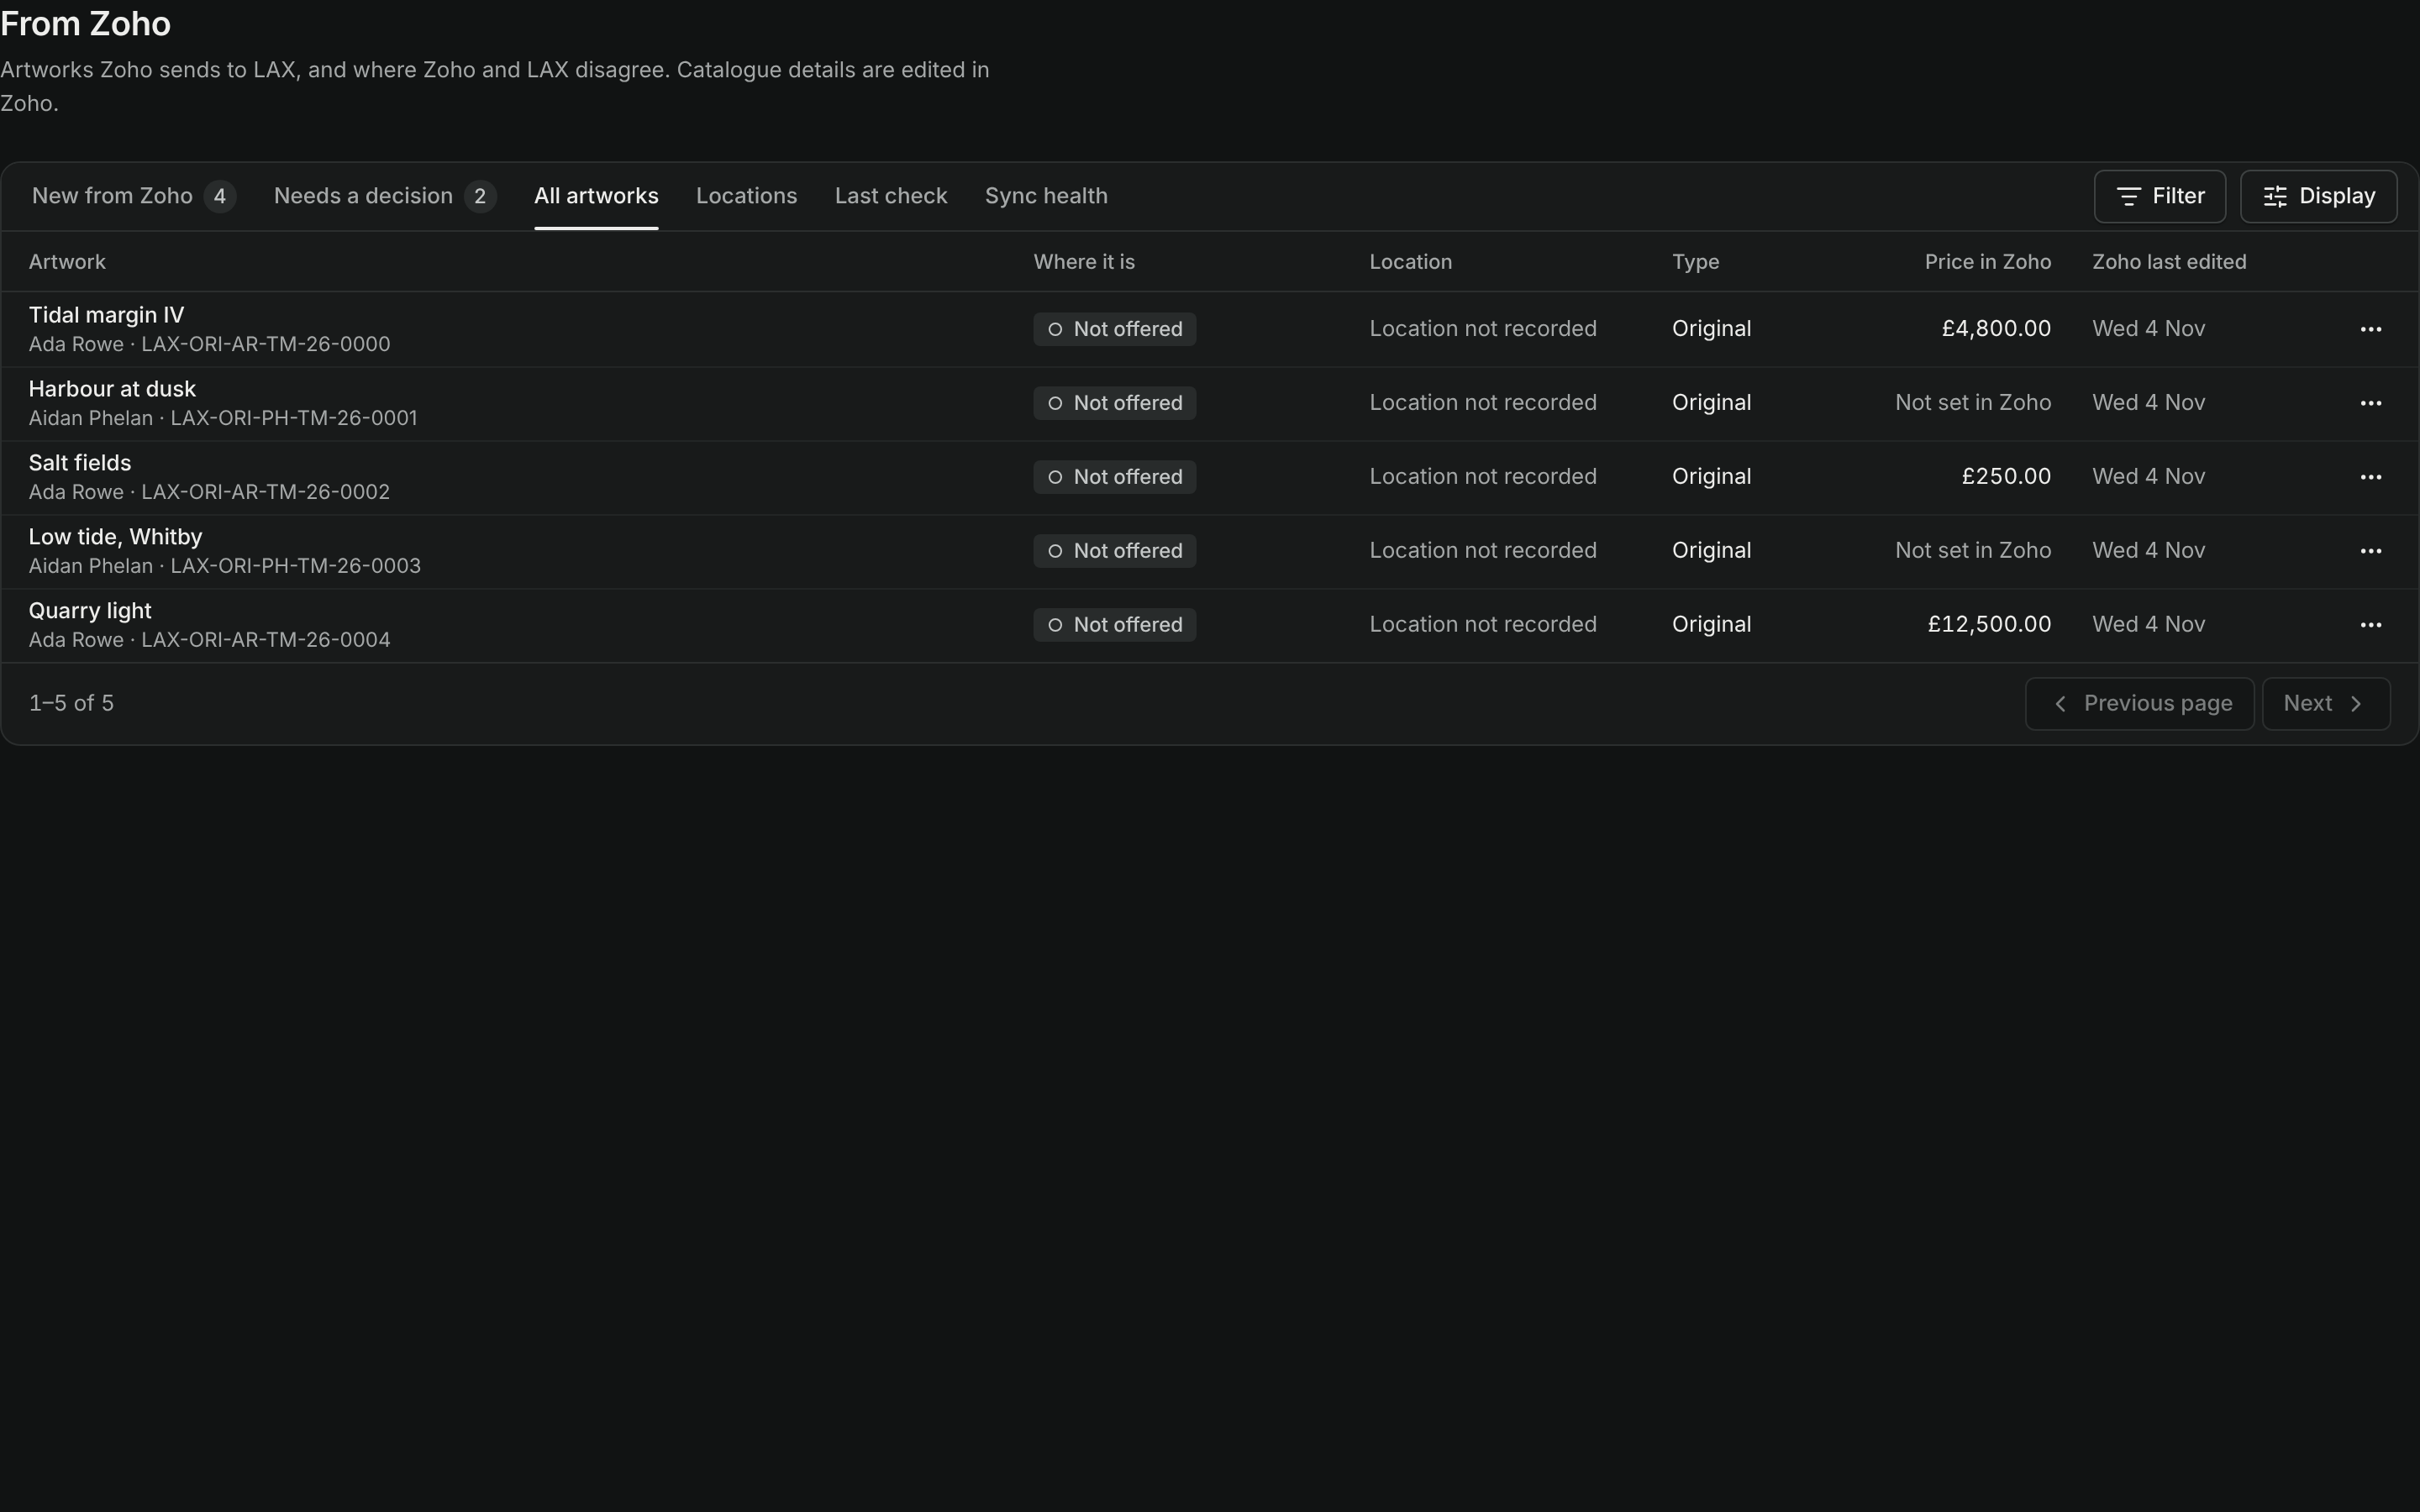 From Zoho
Artworks Zoho sends to LAX, and where Zoho and LAX disagree. Catalogue details are edited in
Zoho.
New from Zoho 4 Needs a decision 2 All artworks Locations Last check Sync health Filter Display
Artwork Where it is Location Type Price in Zoho Zoho last edited
Tidal margin IV
Ada Rowe · LAX-ORI-AR-TM-26-0000
Not offered Location not recorded Original £4,800.00 Wed 4 Nov
Harbour at dusk
Aidan Phelan · LAX-ORI-PH-TM-26-0001
Not offered Location not recorded Original Not set in Zoho Wed 4 Nov
Salt fields
Ada Rowe · LAX-ORI-AR-TM-26-0002
Not offered Location not recorded Original £250.00 Wed 4 Nov
Low tide, Whitby
Aidan Phelan · LAX-ORI-PH-TM-26-0003
Not offered Location not recorded Original Not set in Zoho Wed 4 Nov
Quarry light
Ada Rowe · LAX-ORI-AR-TM-26-0004
Not offered Location not recorded Original £12,500.00 Wed 4 Nov
1–5 of 5 Previous page Next